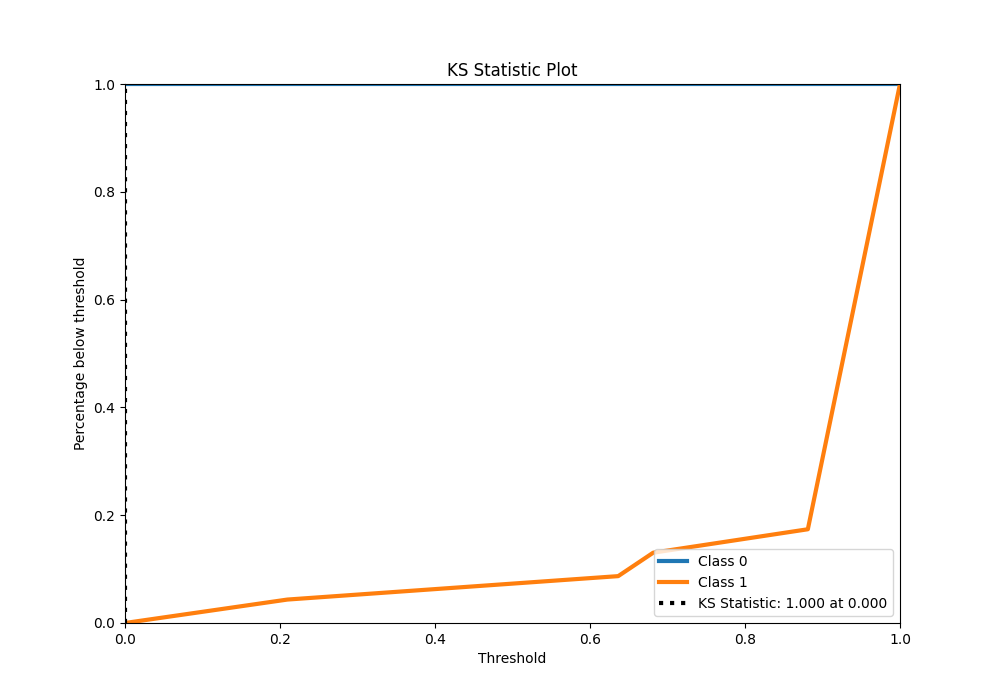 KS Statistic Plot
1.0
0.8
0.6
0.4
0.2
0.0
Percentage below threshold
0.0 0.2 0.4 0.6 0.8 1.0
Threshold
Class 0
Class 1
KS Statistic: 1.000 at 0.000